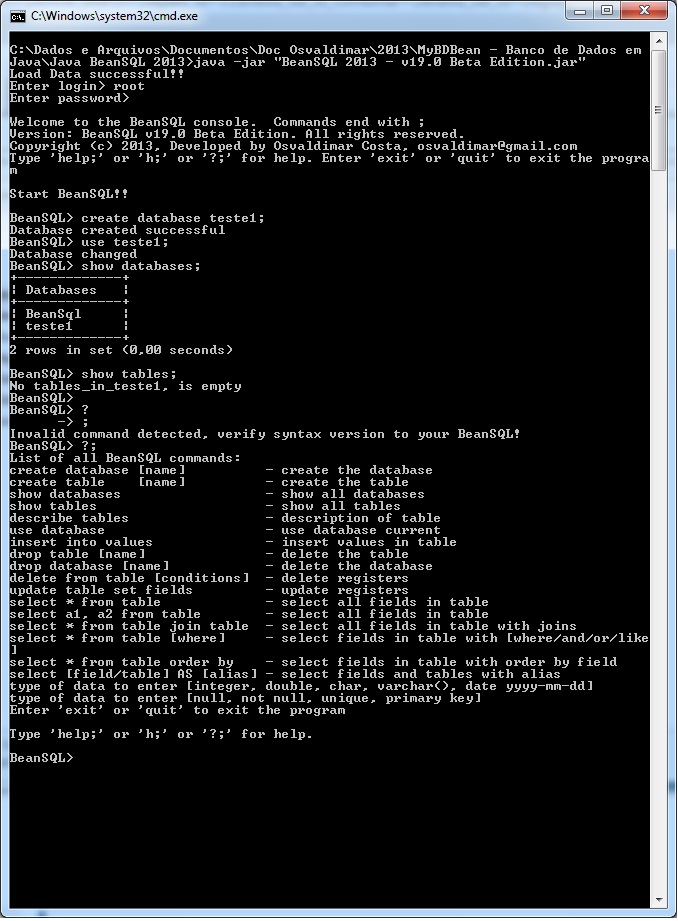 C:\Windows\system32\cmd.exe
C:\Dados e Arquivos\Documentos\Doc Osvaldimar\2013\MyBDBean - Banco de Dados em
Java\Java BeanSQL 2013>java -jar "BeanSQL 2013 - v19.0 Beta Edition.jar"
Load Data successful!!
Enter login> root
Enter password>
Welcome to the BeanSQL console.  Commands end with ;
Version: BeanSQL v19.0 Beta Edition. All rights reserved.
Copyright (c) 2013, Developed by Osvaldimar Costa, osvaldimar@gmail.com
Type 'help;' or 'h;' or '?;' for help. Enter 'exit' or 'quit' to exit the progra
m
Start BeanSQL!!
BeanSQL> create database teste1;
Database created successful
BeanSQL> use teste1;
Database changed
BeanSQL> show databases;
+-------------+
¦ Databases   ¦
+-------------+
¦ BeanSql     ¦
¦ teste1      ¦
+-------------+
2 rows in set (0,00 seconds)
BeanSQL> show tables;
No tables_in_teste1, is empty
BeanSQL>
BeanSQL> ?
      -> ;
Invalid command detected, verify syntax version to your BeanSQL!
BeanSQL> ?;
List of all BeanSQL commands:
create database [name]          - create the database
create table    [name]          - create the table
show databases                  - show all databases
show tables                     - show all tables
describe tables                 - description of table
use database                    - use database current
insert into values              - insert values in table
drop table [name]               - delete the table
drop database [name]            - delete the database
delete from table [conditions]  - delete registers
update table set fields         - update registers
select * from table             - select all fields in table
select a1, a2 from table        - select all fields in table
select * from table join table  - select all fields in table with joins
select * from table [where]     - select fields in table with [where/and/or/like
]
select * from table order by    - select fields in table with order by field
select [field/table] AS [alias] - select fields and tables with alias
type of data to enter [integer, double, char, varchar(), date yyyy-mm-dd]
type of data to enter [null, not null, unique, primary key]
Enter 'exit' or 'quit' to exit the program
Type 'help;' or 'h;' or '?;' for help.
BeanSQL>